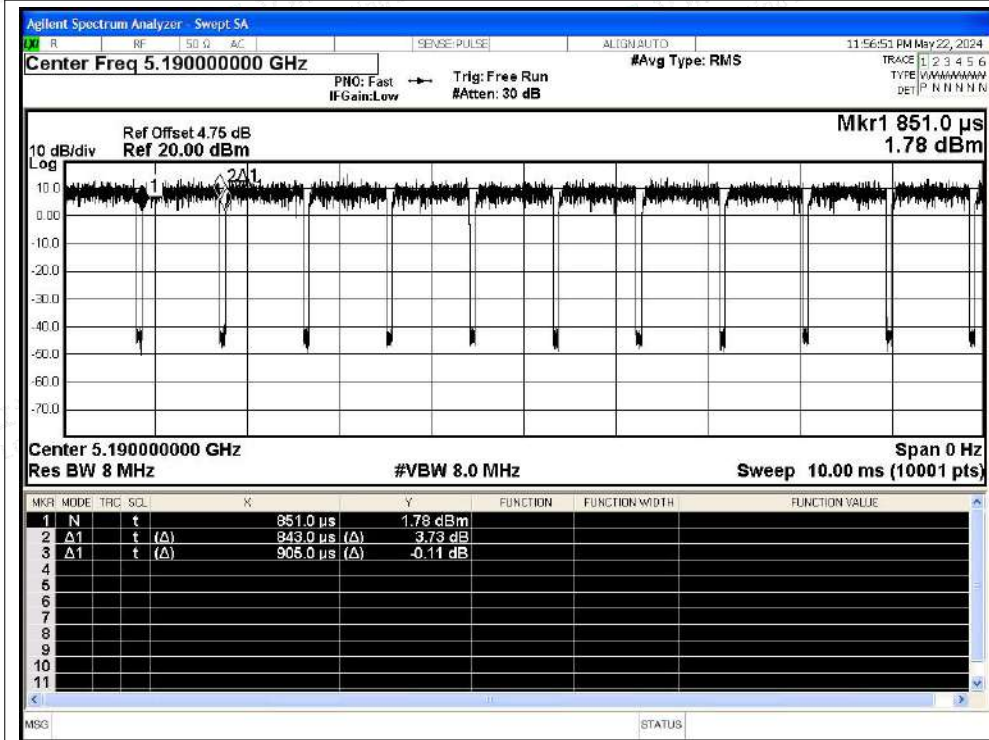 Agilent Spectrum Analyzer - Swept SA
LXI R RF 50 Ω AC SENSE:PULSE ALIGN AUTO 11:56:51 PM May 22, 2024
Center Freq 5.190000000 GHz #Avg Type: RMS TRACE 1 2 3 4 5 6
PNO: Fast Trig: Free Run TYPE
IFGain:Low #Atten: 30 dB DET P N N N N N
Mkr1 851.0 µs
Ref Offset 4.75 dB
10 dB/div Ref 20.00 dBm 1.78 dBm
Log
10.0 1 2Δ1
0.00
-10.0
-20.0
-30.0
-40.0
-50.0
-60.0
-70.0
Center 5.190000000 GHz Span 0 Hz
Res BW 8 MHz #VBW 8.0 MHz Sweep 10.00 ms (10001 pts)
MKR MODE TRC SCL X Y FUNCTION FUNCTION WIDTH FUNCTION VALUE
1 N t 851.0 µs 1.78 dBm
2 Δ1 t (Δ) 843.0 µs (Δ) 3.73 dB
3 Δ1 t (Δ) 905.0 µs (Δ) -0.11 dB
4
5
6
7
8
9
10
11
MSG STATUS